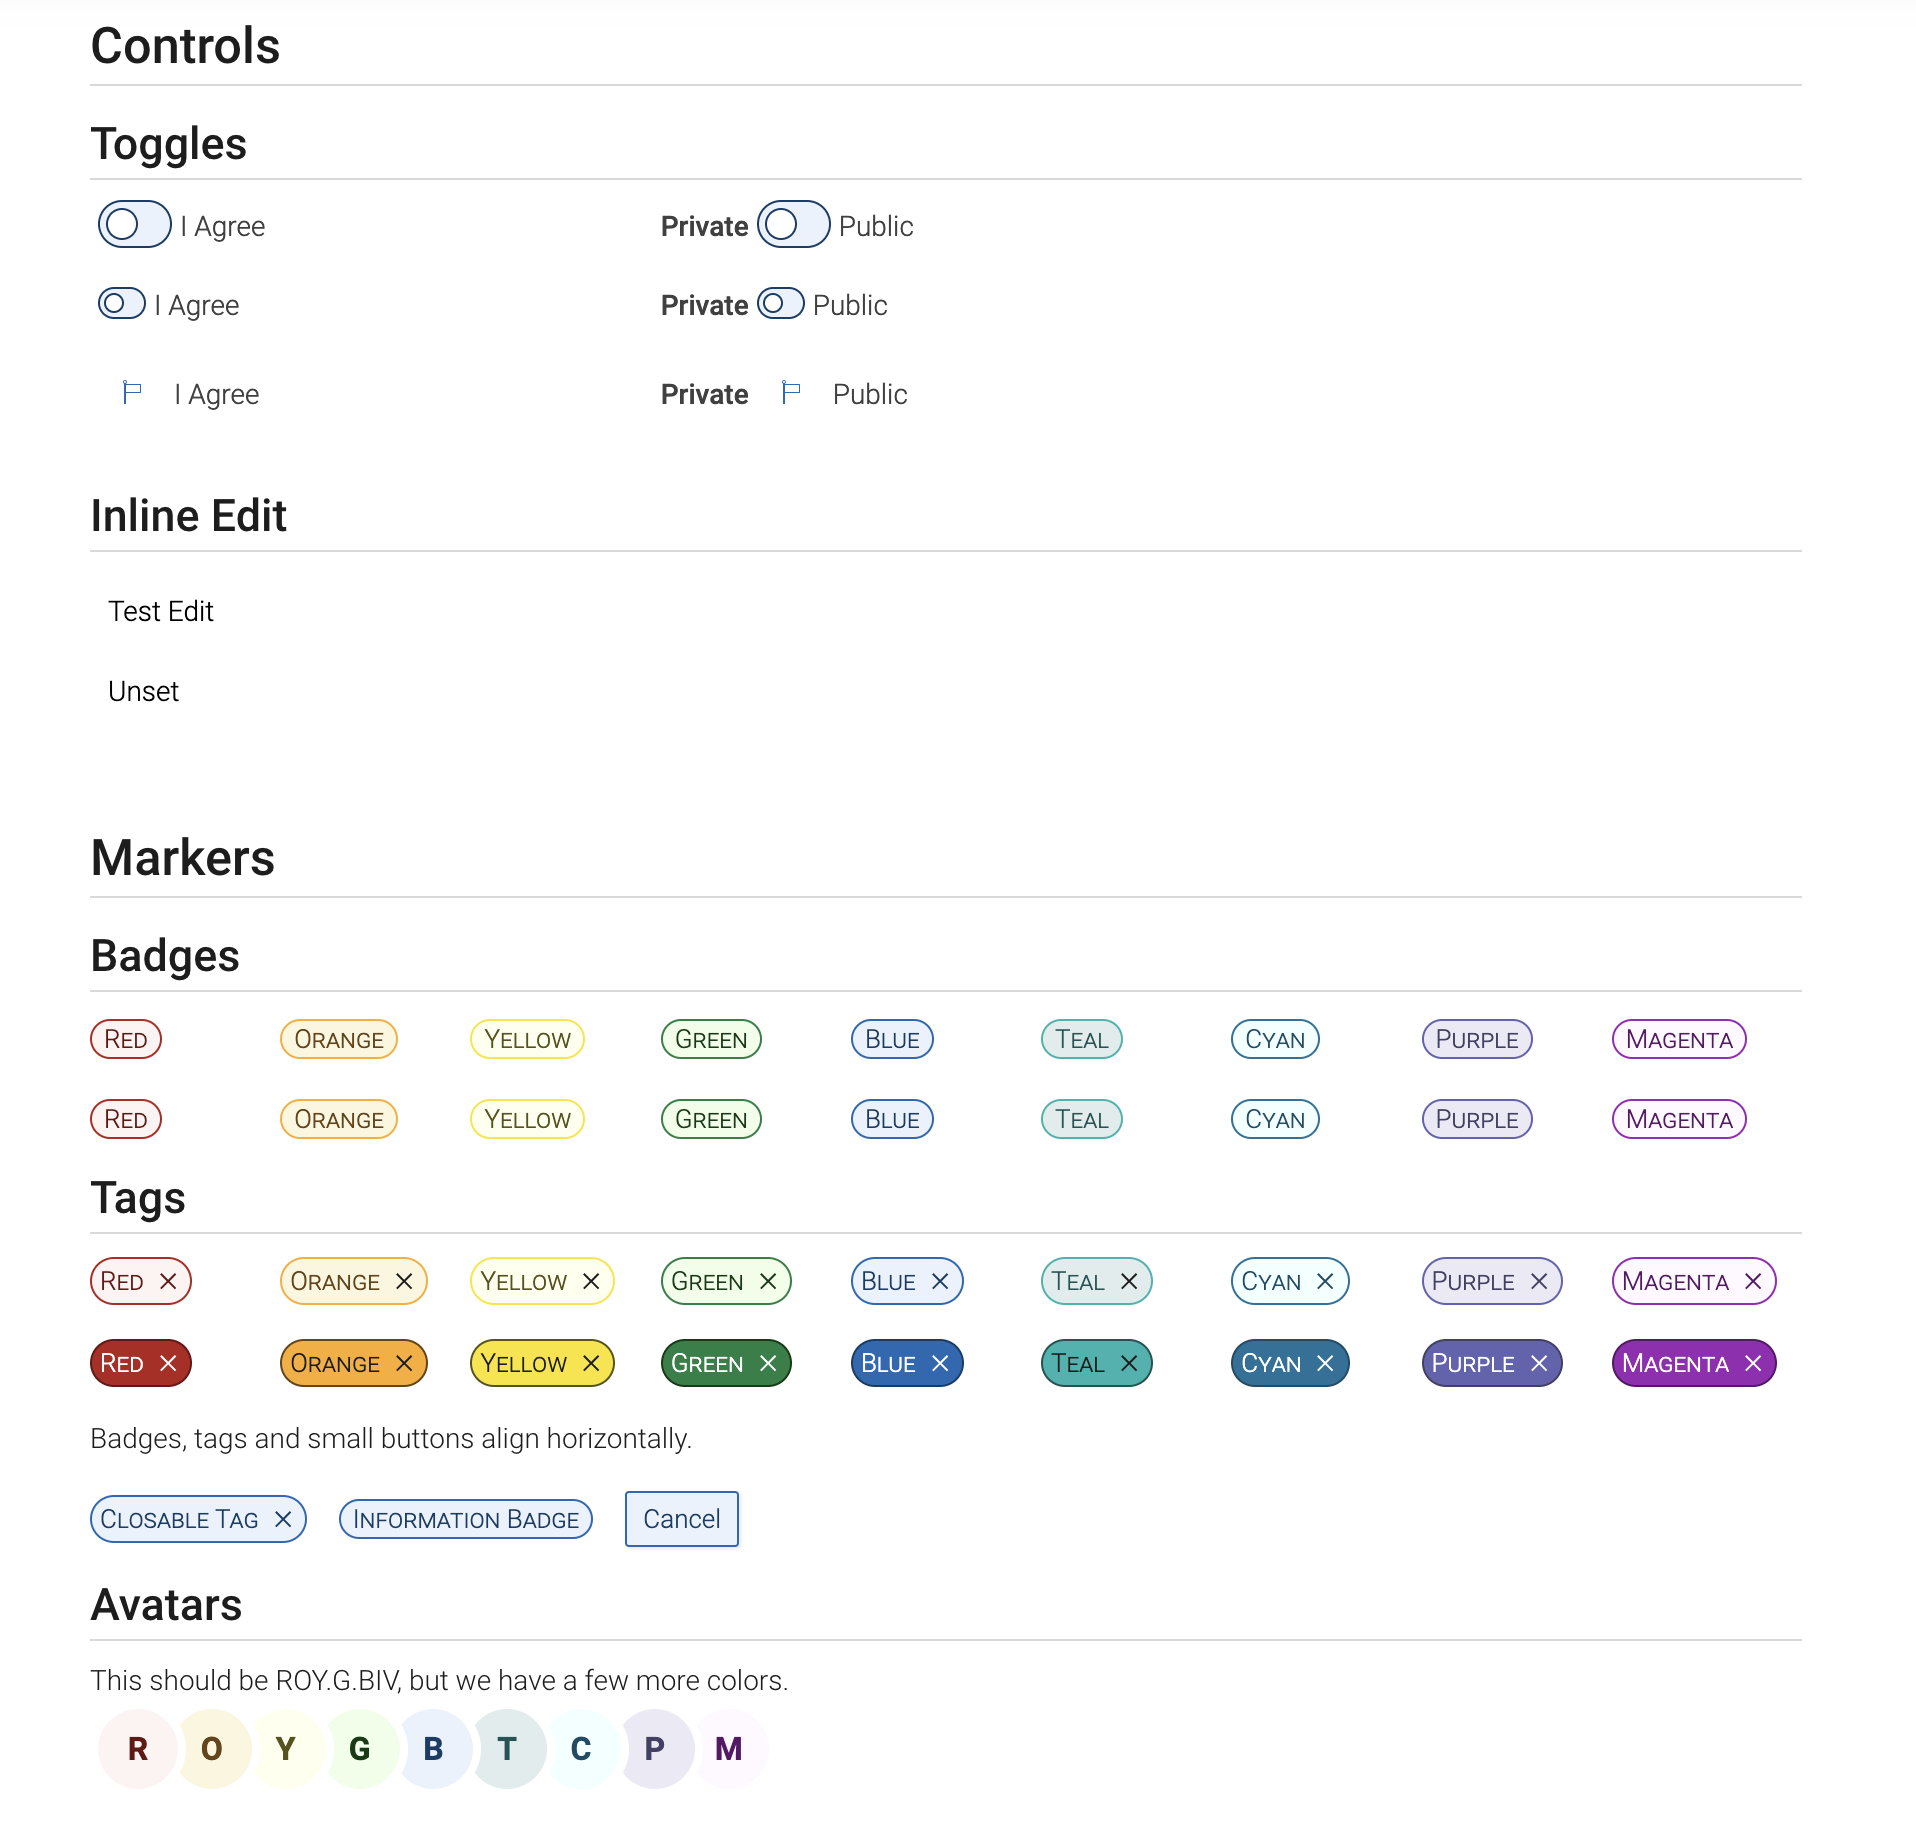 Controls
Toggles
I Agree Private Public
I Agree Private Public
I Agree Private Public
Inline Edit
Test Edit
Unset
Markers
Badges
RED ORANGE YELLOW GREEN BLUE TEAL CYAN PURPLE MAGENTA
RED ORANGE YELLOW GREEN BLUE TEAL CYAN PURPLE MAGENTA
Tags
RED ORANGE YELLOW GREEN BLUE TEAL CYAN PURPLE MAGENTA
RED ORANGE YELLOW GREEN BLUE TEAL CYAN PURPLE MAGENTA
Badges, tags and small buttons align horizontally.
CLOSABLE TAG INFORMATION BADGE Cancel
Avatars
This should be ROY.G.BIV, but we have a few more colors.
R O Y G B T C P M